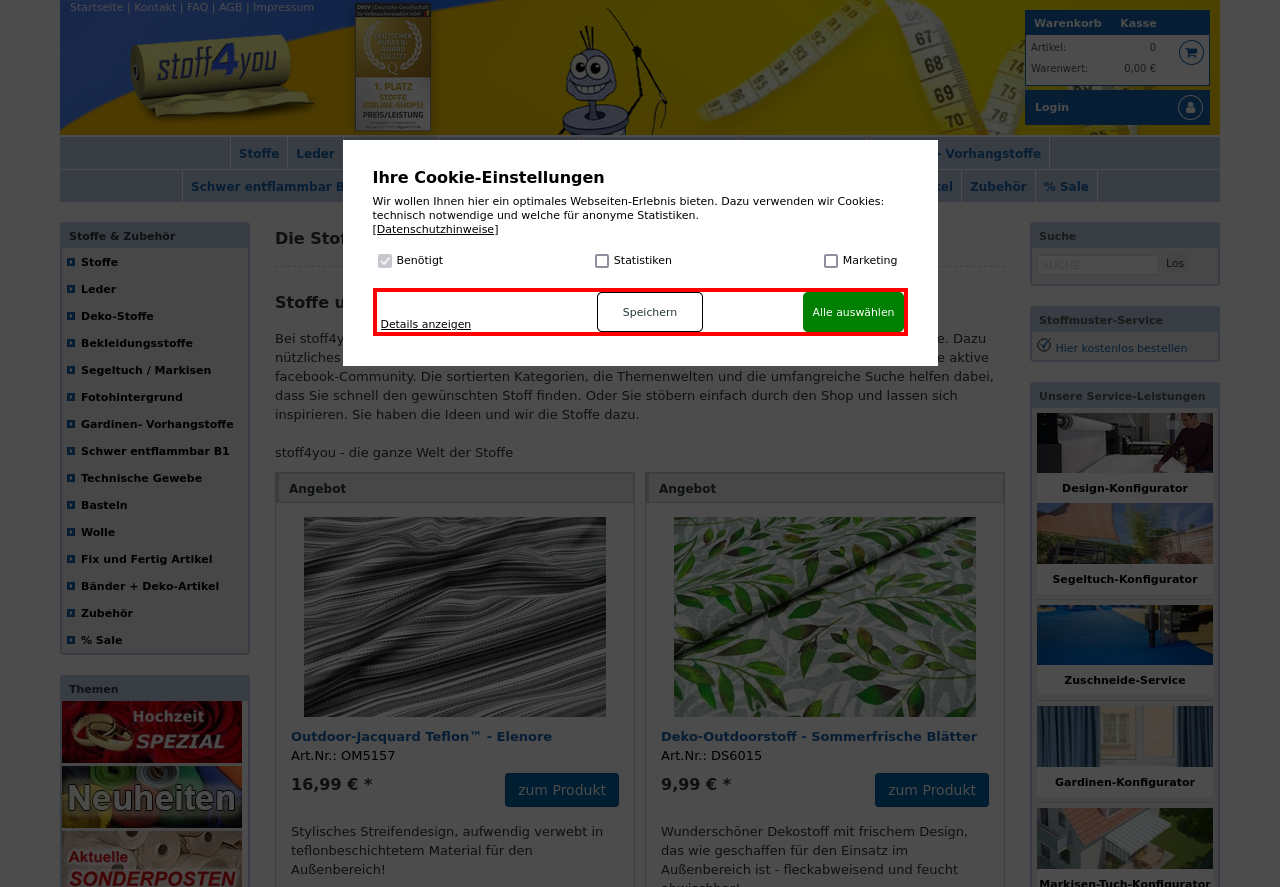 Startseite | Kontakt | FAQ | AGB | Impressum
stoff4you
DtGV | Deutsche Gesellschaft für Verbraucherstudien mbH
DEUTSCHER
KUNDEN-
AWARD
2022/23
1. PLATZ
STOFFE
(ONLINE-SHOPS)
PREIS/LEISTUNG
67
68
69
70
74
75
76
Warenkorb Kasse
Artikel: 0
Warenwert: 0,00 €
Login
Stoffe
Leder
- Vorhangstoffe
Schwer entflammbar B
kel
Zubehör
% Sale
Ihre Cookie-Einstellungen
Wir wollen Ihnen hier ein optimales Webseiten-Erlebnis bieten. Dazu verwenden wir Cookies:
technisch notwendige und welche für anonyme Statistiken.
[Datenschutzhinweise]
Benötigt
Statistiken
Marketing
Details anzeigen
Speichern
Alle auswählen
Stoffe & Zubehör
Stoffe
Leder
Deko-Stoffe
Bekleidungsstoffe
Segeltuch / Markisen
Fotohintergrund
Gardinen- Vorhangstoffe
Schwer entflammbar B1
Technische Gewebe
Basteln
Wolle
Fix und Fertig Artikel
Bänder + Deko-Artikel
Zubehör
% Sale
Themen
Hochzeit
SPEZIAL
Neuheiten
Aktuelle
SONDERPOSTEN
Die Stof
Stoffe u
Bei stoff4y
e. Dazu
nützliches
e aktive
facebook-Community. Die sortierten Kategorien, die Themenwelten und die umfangreiche Suche helfen dabei,
dass Sie schnell den gewünschten Stoff finden. Oder Sie stöbern einfach durch den Shop und lassen sich
inspirieren. Sie haben die Ideen und wir die Stoffe dazu.
stoff4you - die ganze Welt der Stoffe
Angebot
Outdoor-Jacquard Teflon™ - Elenore
Art.Nr.: OM5157
16,99 € *
zum Produkt
Stylisches Streifendesign, aufwendig verwebt in
teflonbeschichtetem Material für den
Außenbereich!
Angebot
Deko-Outdoorstoff - Sommerfrische Blätter
Art.Nr.: DS6015
9,99 € *
zum Produkt
Wunderschöner Dekostoff mit frischem Design,
das wie geschaffen für den Einsatz im
Außenbereich ist - fleckabweisend und feucht
abwischbar!
Suche
SUCHE
Los
Stoffmuster-Service
Hier kostenlos bestellen
Unsere Service-Leistungen
Design-Konfigurator
Segeltuch-Konfigurator
Zuschneide-Service
Gardinen-Konfigurator
Markisen-Tuch-Konfigurator